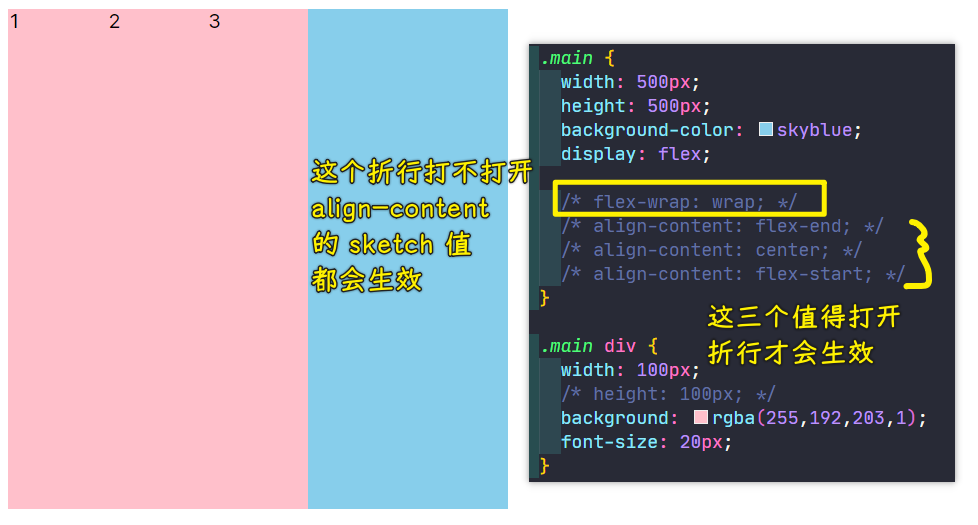 1 2 3
这个折行打不打开
align-content
的 sketch 值
都会生效
.main {
width: 500px;
height: 500px;
background-color: skyblue;
display: flex;
/* flex-wrap: wrap; */
/* align-content: flex-end; */
/* align-content: center; */
/* align-content: flex-start; */
}
这三个值得打开
折行才会生效
.main div {
width: 100px;
/* height: 100px; */
background: rgba(255,192,203,1);
font-size: 20px;
}